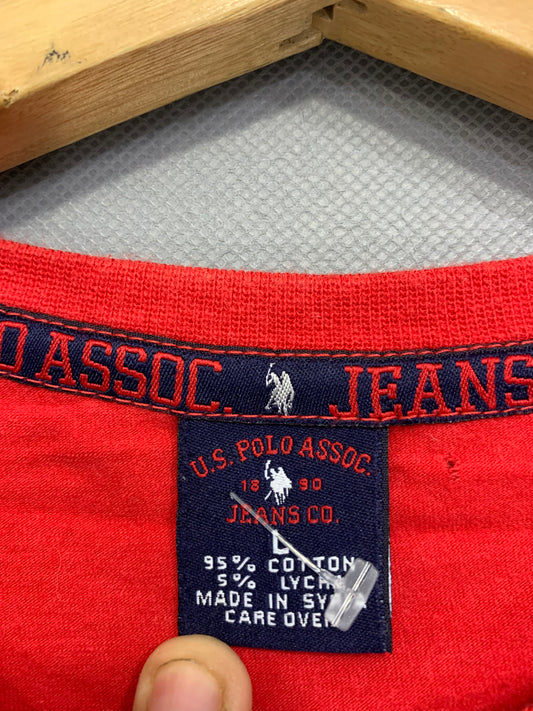 O ASSOC. JEANS
U.S. POLO ASSOC.
18 90
JEANS CO.
L
95% COTTON
5%
MADE IN
CARE OVER